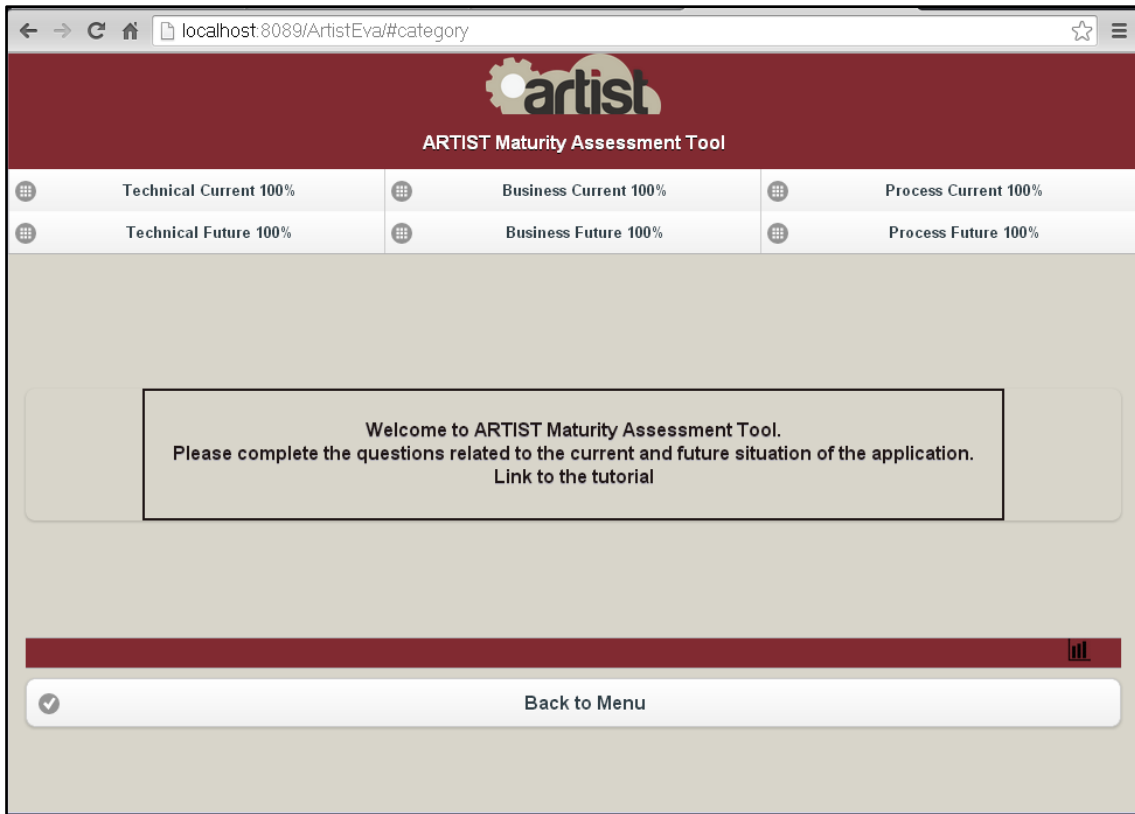 localhost:8089/ArtistEva/#category
artist
ARTIST Maturity Assessment Tool
Technical Current 100%
Business Current 100%
Process Current 100%
Technical Future 100%
Business Future 100%
Process Future 100%
Welcome to ARTIST Maturity Assessment Tool.
Please complete the questions related to the current and future situation of the application.
Link to the tutorial
Back to Menu